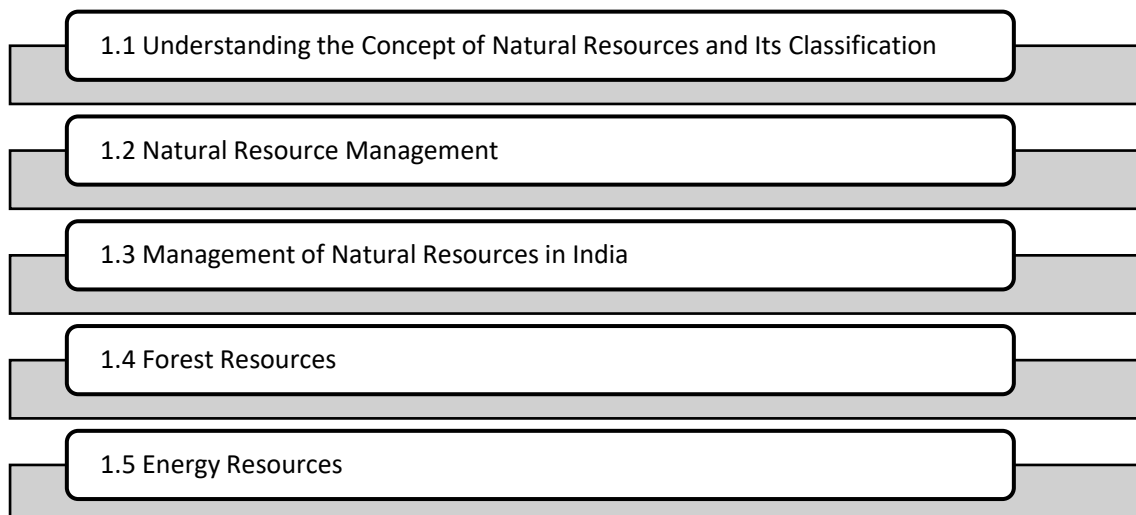 1.1 Understanding the Concept of Natural Resources and Its Classification
1.2 Natural Resource Management
1.3 Management of Natural Resources in India
1.4 Forest Resources
1.5 Energy Resources